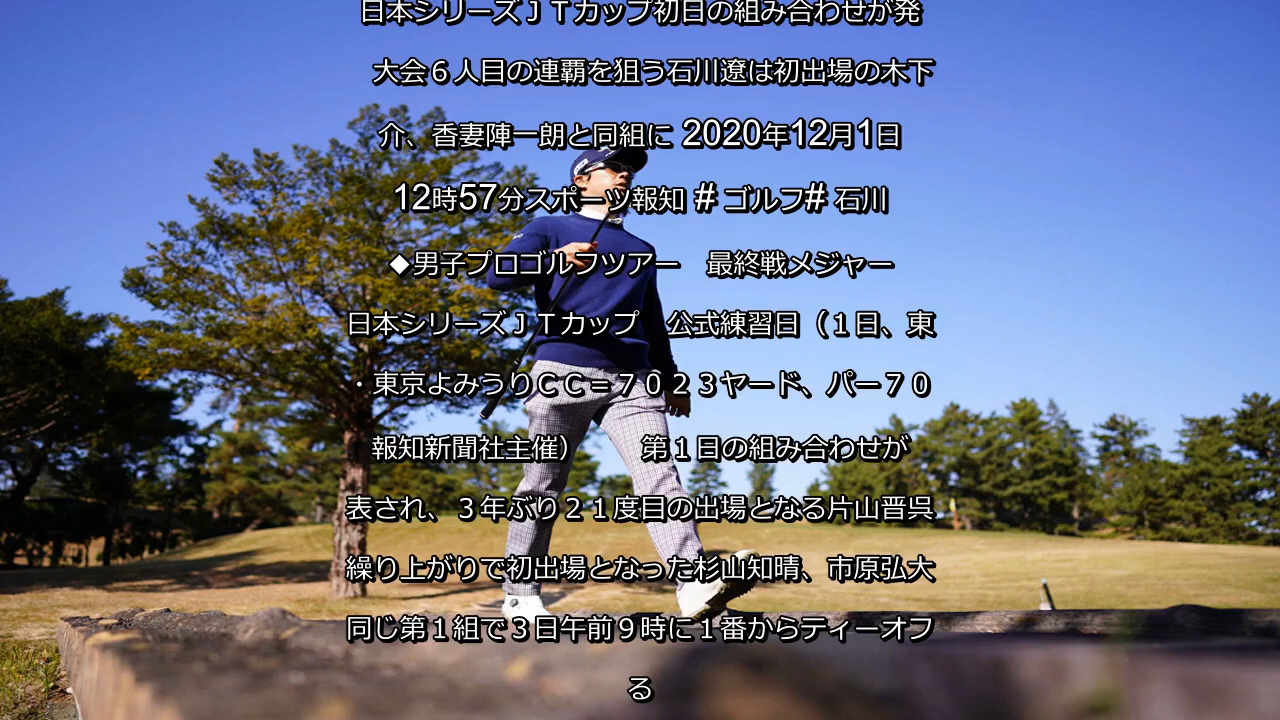 日本シリーズＪＴカップ初日の組み合わせが発
大会６人目の連覇を狙う石川遼は初出場の木下
介、香妻陣一朗と同組に 2020年12月1日
12時57分スポーツ報知 # ゴルフ# 石川
◆男子プロゴルフツアー　最終戦メジャー
日本シリーズＪＴカップ　公式練習日（１日、東
・東京よみうりＣＣ＝７０２３ヤード、パー７０
報知新聞社主催）　　第１日の組み合わせが
表され、３年ぶり２１度目の出場となる片山晋呉
繰り上がりで初出場となった杉山知晴、市原弘大
同じ第１組で３日午前９時に１番からティーオフ
る